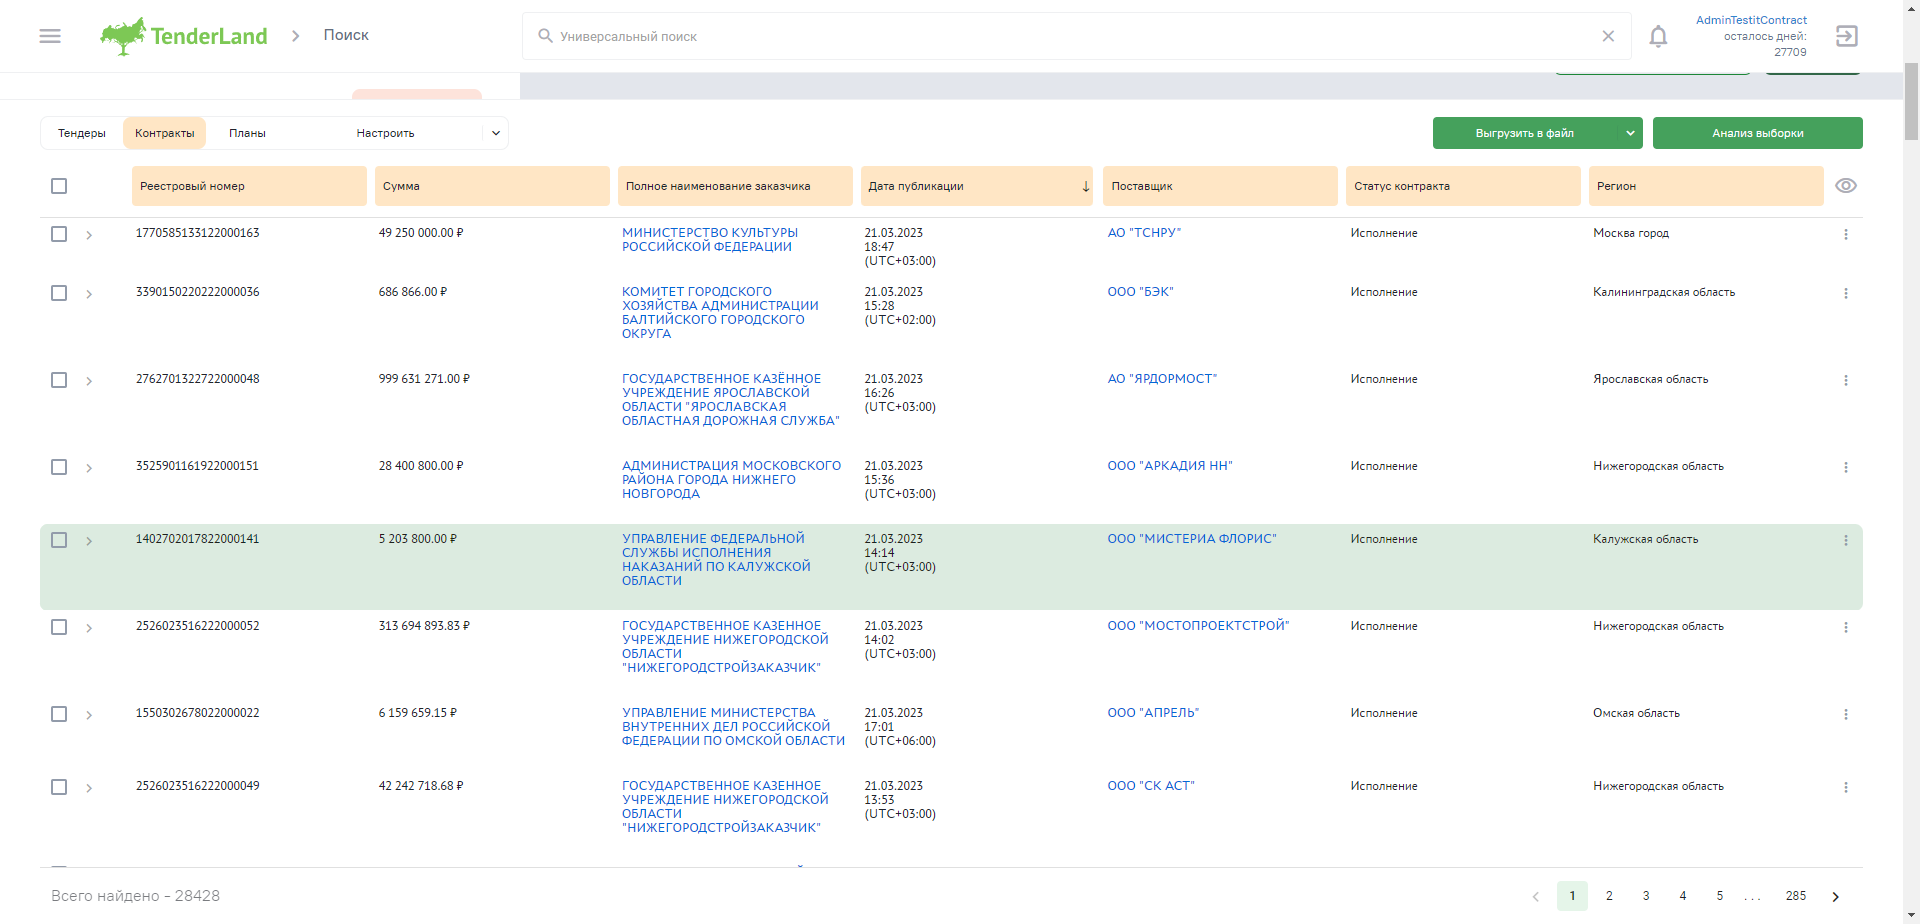 TenderLand
Поиск
Универсальный поиск
AdminTestitContract
осталось дней:
27709
Тендеры
Контракты
Планы
Настроить
Выгрузить в файл
Анализ выборки
Реестровый номер
Сумма
Полное наименование заказчика
Дата публикации
Поставщик
Статус контракта
Регион
1770585133122000163
49 250 000.00 ₽
МИНИСТЕРСТВО КУЛЬТУРЫ
РОССИЙСКОЙ ФЕДЕРАЦИИ
21.03.2023
18:47
(UTC+03:00)
АО "ТСНРУ"
Исполнение
Москва город
3390150220222000036
686 866.00 ₽
КОМИТЕТ ГОРОДСКОГО
ХОЗЯЙСТВА АДМИНИСТРАЦИИ
БАЛТИЙСКОГО ГОРОДСКОГО
ОКРУГА
21.03.2023
15:28
(UTC+02:00)
ООО "БЭК"
Исполнение
Калининградская область
2762701322722000048
999 631 271.00 ₽
ГОСУДАРСТВЕННОЕ КАЗЁННОЕ
УЧРЕЖДЕНИЕ ЯРОСЛАВСКОЙ
ОБЛАСТИ "ЯРОСЛАВСКАЯ
ОБЛАСТНАЯ ДОРОЖНАЯ СЛУЖБА"
21.03.2023
16:26
(UTC+03:00)
АО "ЯРДОРМОСТ"
Исполнение
Ярославская область
3525901161922000151
28 400 800.00 ₽
АДМИНИСТРАЦИЯ МОСКОВСКОГО
РАЙОНА ГОРОДА НИЖНЕГО
НОВГОРОДА
21.03.2023
15:36
(UTC+03:00)
ООО "АРКАДИЯ НН"
Исполнение
Нижегородская область
1402702017822000141
5 203 800.00 ₽
УПРАВЛЕНИЕ ФЕДЕРАЛЬНОЙ
СЛУЖБЫ ИСПОЛНЕНИЯ
НАКАЗАНИЙ ПО КАЛУЖСКОЙ
ОБЛАСТИ
21.03.2023
14:14
(UTC+03:00)
ООО "МИСТЕРИА ФЛОРИС"
Исполнение
Калужская область
2526023516222000052
313 694 893.83 ₽
ГОСУДАРСТВЕННОЕ КАЗЕННОЕ
УЧРЕЖДЕНИЕ НИЖЕГОРОДСКОЙ
ОБЛАСТИ
"НИЖЕГОРОДСТРОЙЗАКАЗЧИК"
21.03.2023
14:02
(UTC+03:00)
ООО "МОСТОПРОЕКТСТРОЙ"
Исполнение
Нижегородская область
1550302678022000022
6 159 659.15 ₽
УПРАВЛЕНИЕ МИНИСТЕРСТВА
ВНУТРЕННИХ ДЕЛ РОССИЙСКОЙ
ФЕДЕРАЦИИ ПО ОМСКОЙ ОБЛАСТИ
21.03.2023
17:01
(UTC+06:00)
ООО "АПРЕЛЬ"
Исполнение
Омская область
2526023516222000049
42 242 718.68 ₽
ГОСУДАРСТВЕННОЕ КАЗЕННОЕ
УЧРЕЖДЕНИЕ НИЖЕГОРОДСКОЙ
ОБЛАСТИ
"НИЖЕГОРОДСТРОЙЗАКАЗЧИК"
21.03.2023
13:53
(UTC+03:00)
ООО "СК АСТ"
Исполнение
Нижегородская область
Всего найдено - 28428
1 2 3 4 5 ... 285